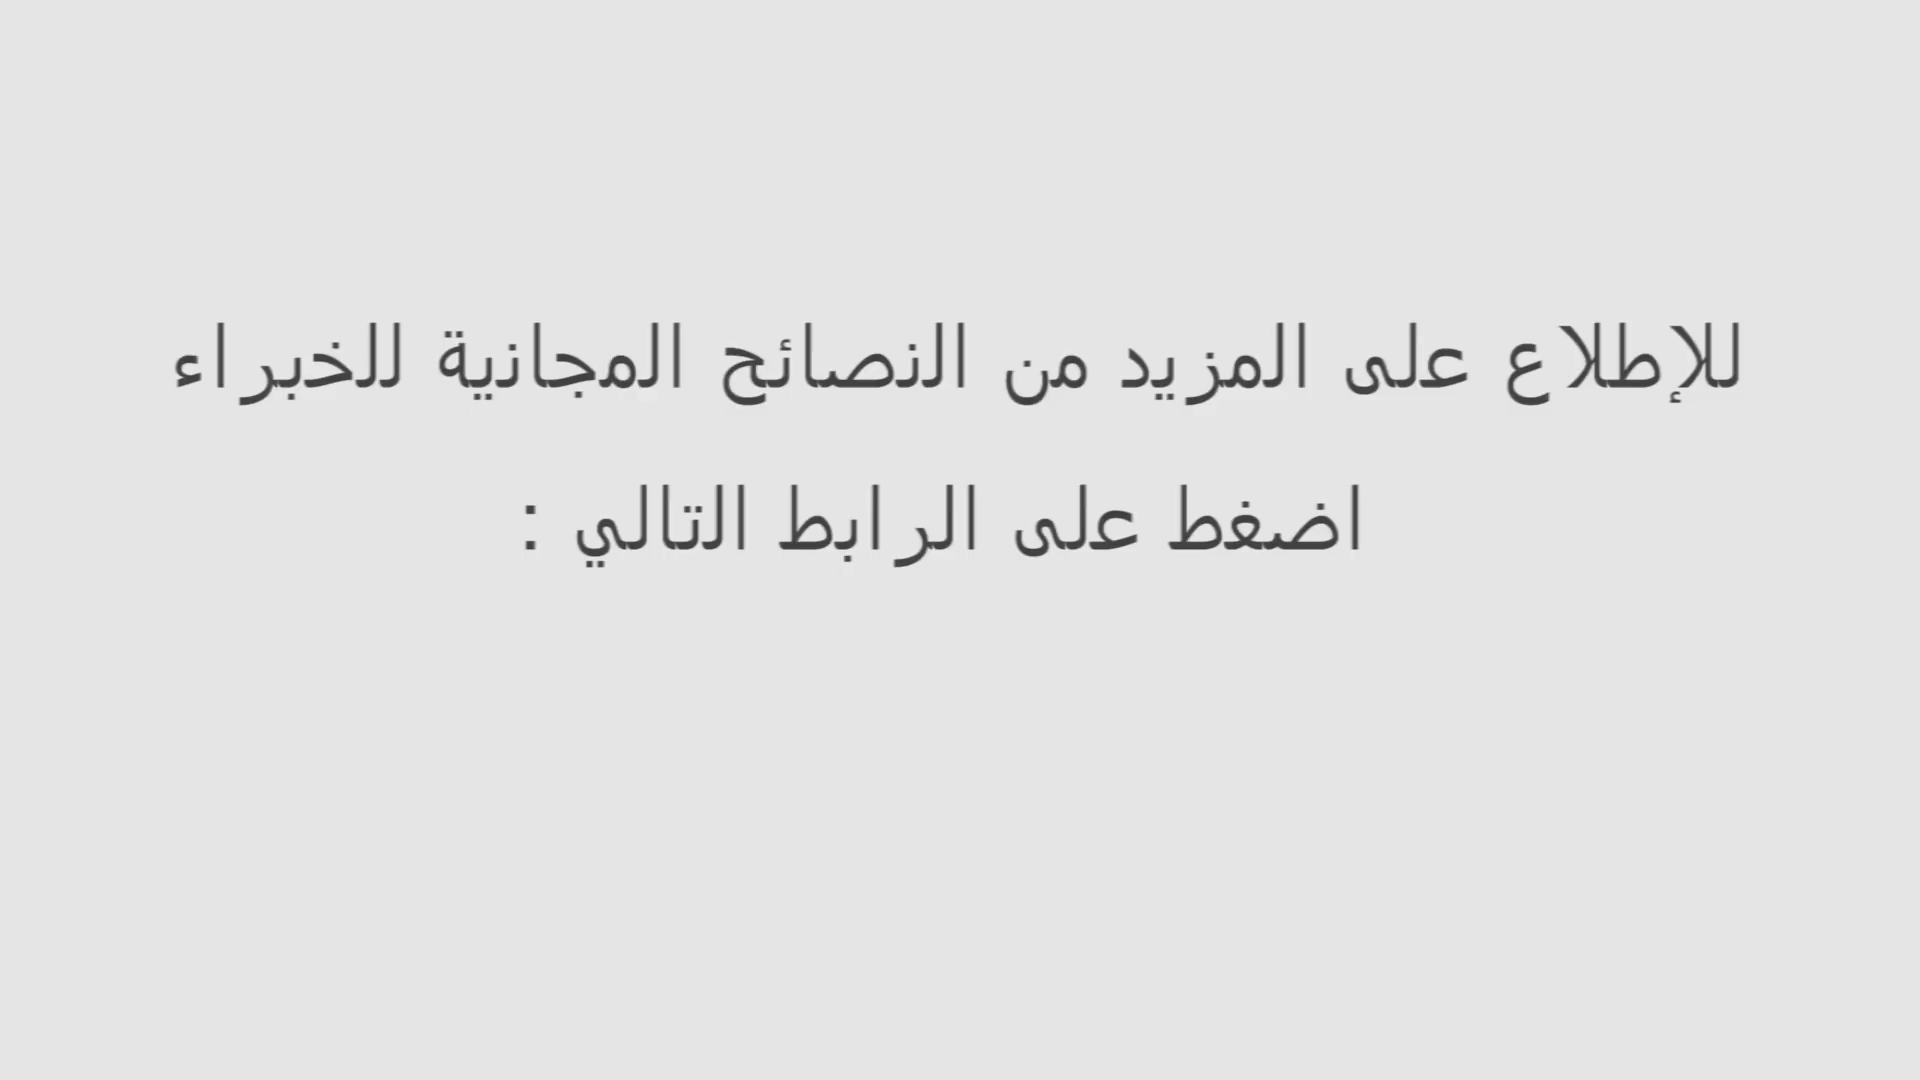 للإطلاع على المزيد من النصائح المجانية للخبراء
اضغط على الرابط التالي :